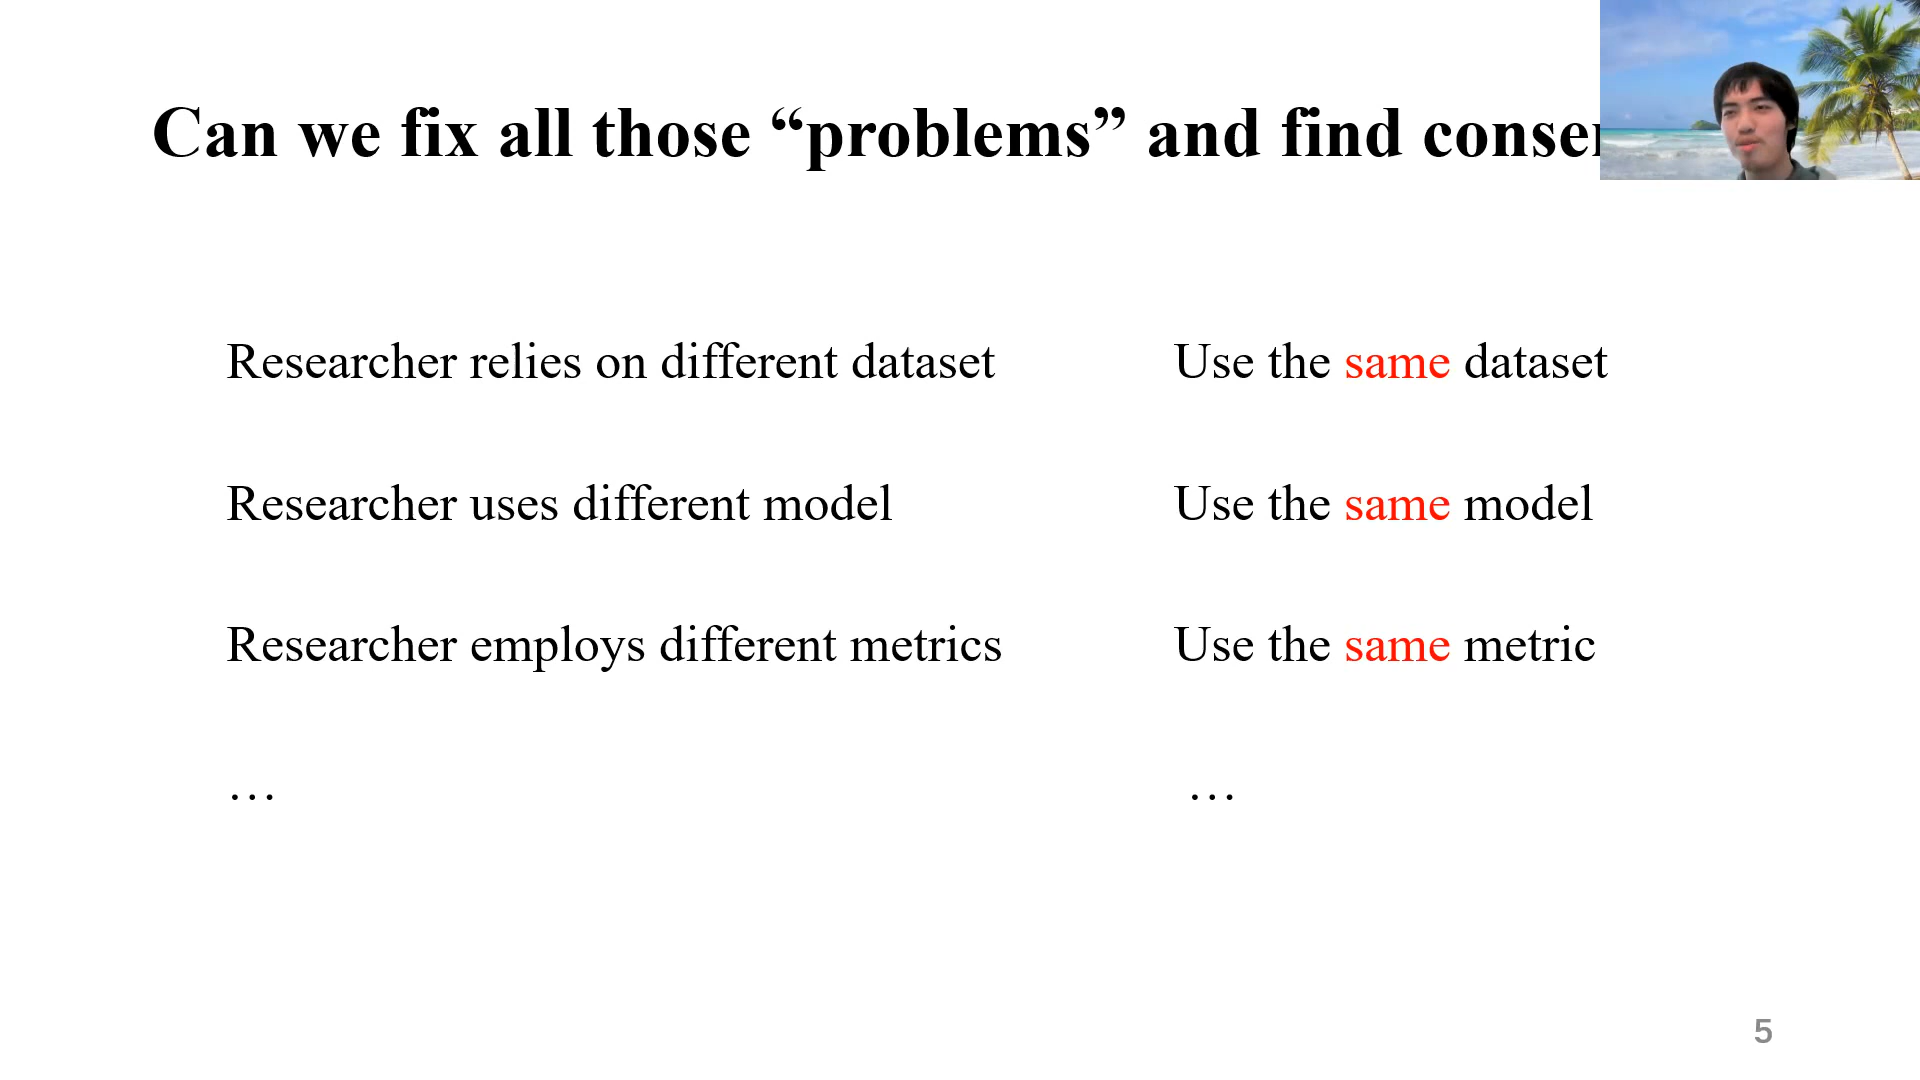 Can we fix all those “problems” and find
Researcher relies on different dataset
Use the same dataset
Researcher uses different model
Use the same model
Researcher employs different metrics
Use the same metric
…
…
5